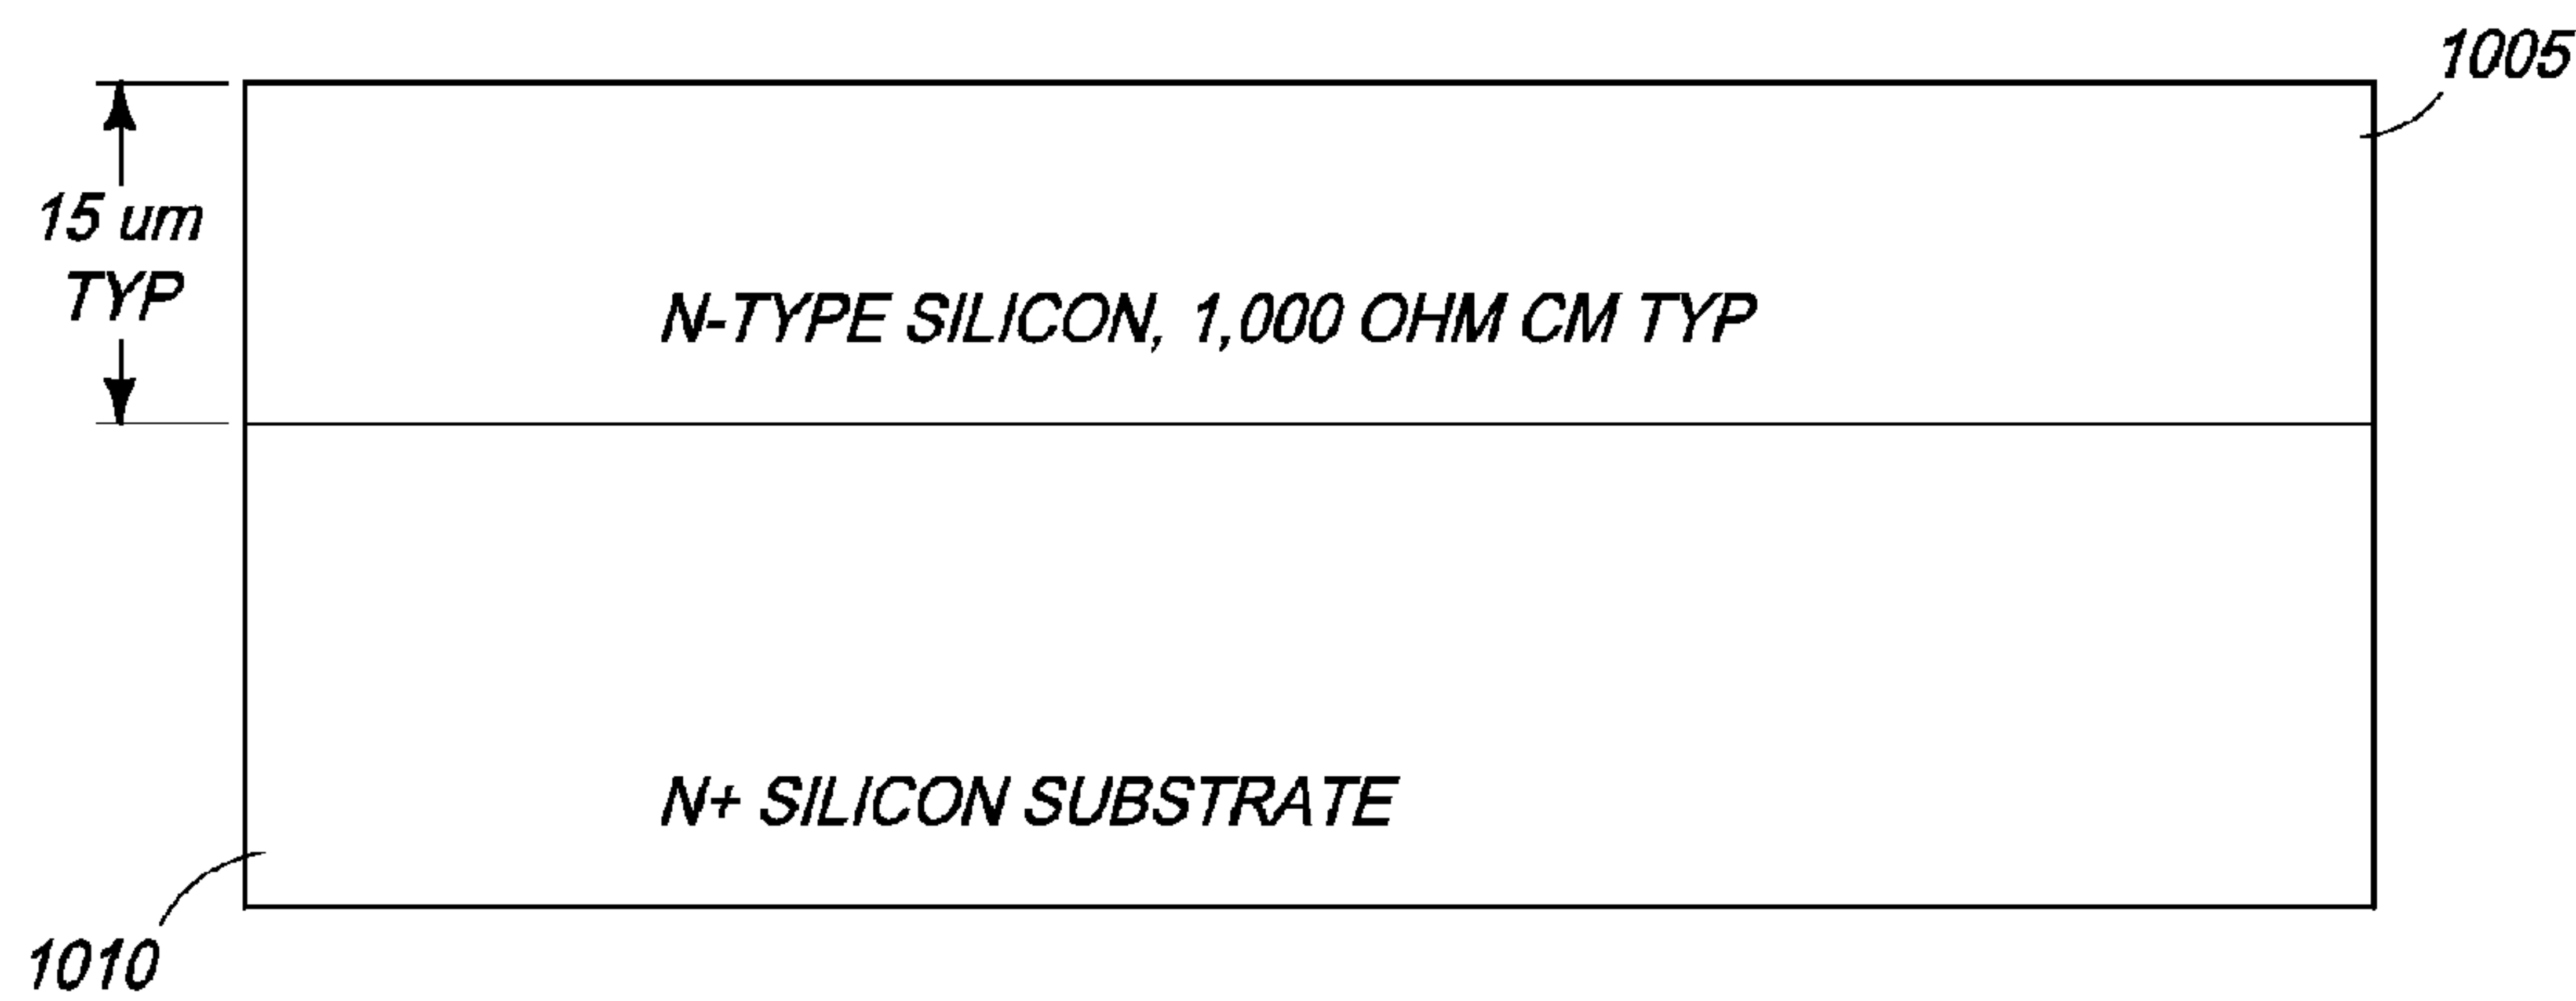 1005
15 um
TYP
N-TYPE SILICON, 1,000 OHM CM TYP
N+ SILICON SUBSTRATE
1010